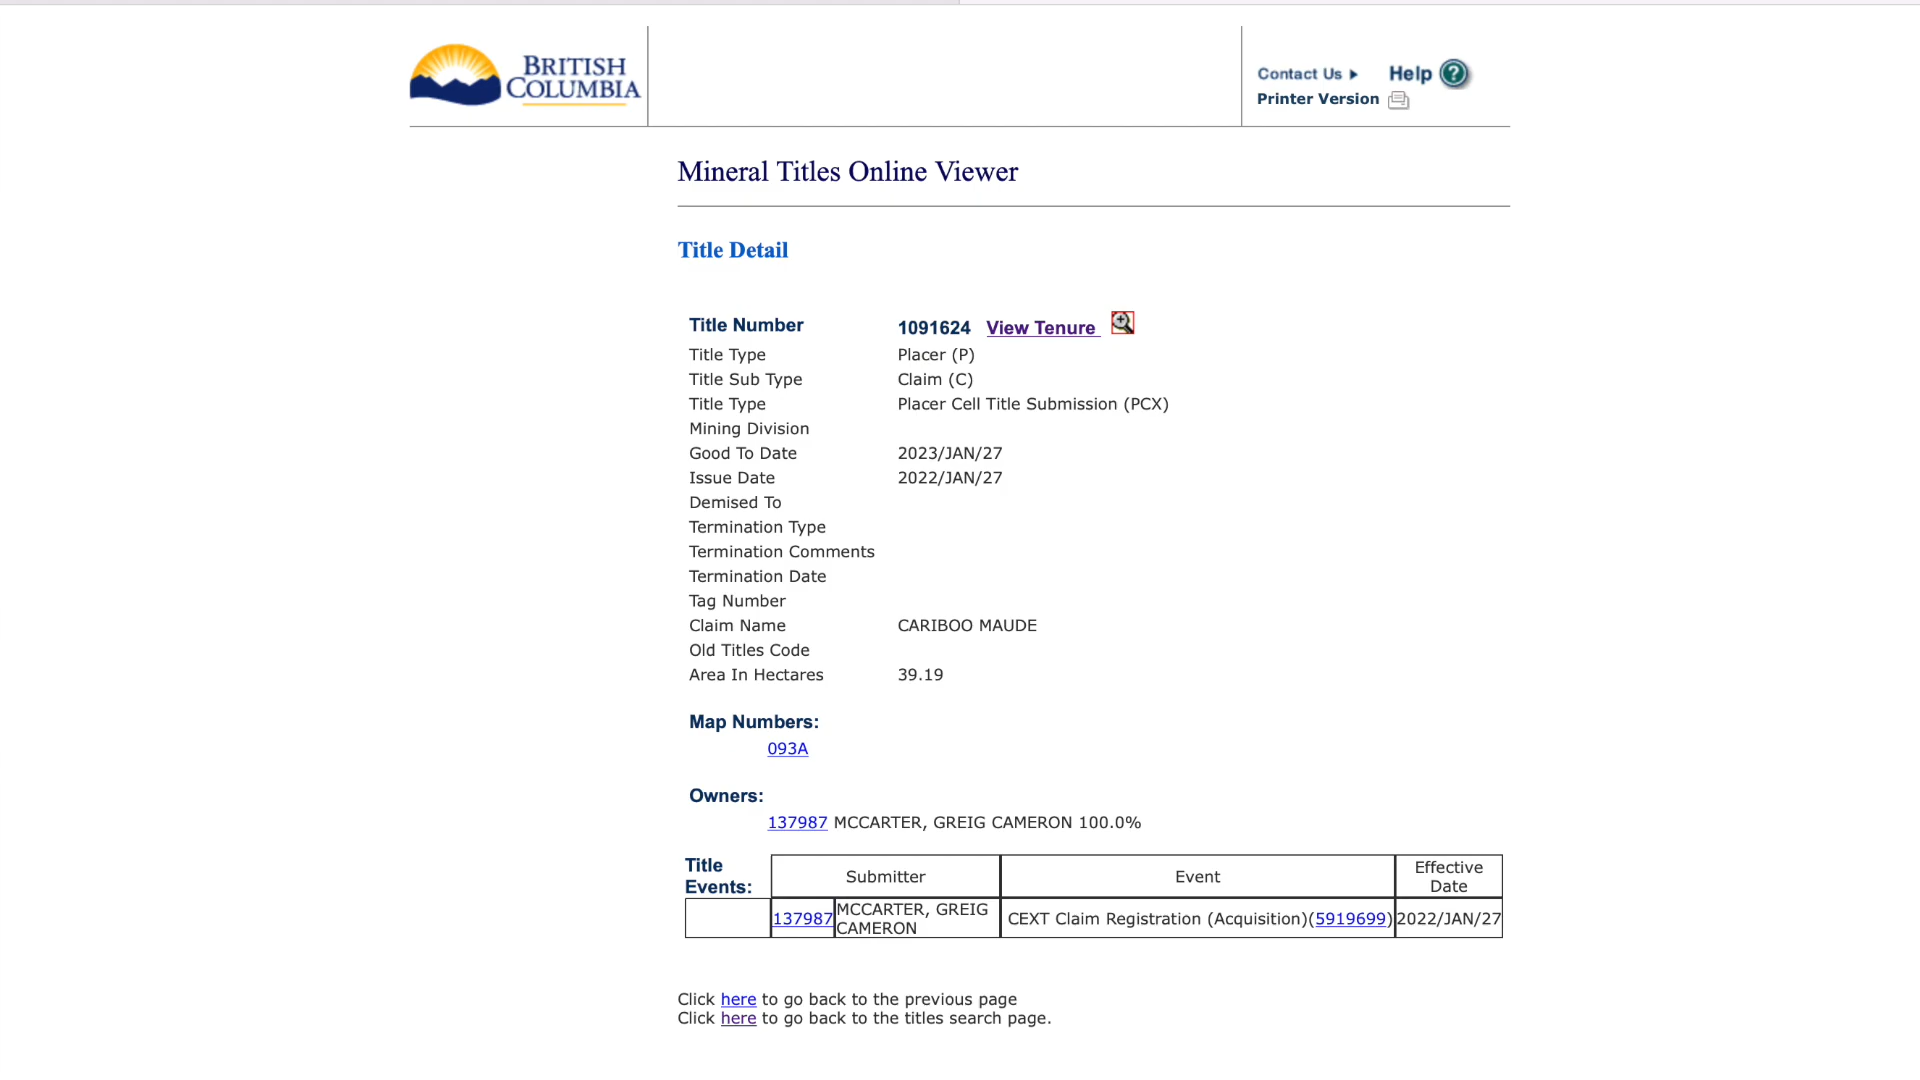 BRITISH
COLUMBIA
Contact Us
Help
Printer Version
Mineral Titles Online Viewer
Title Detail
Title Number 1091624 View Tenure
Title Type Placer (P)
Title Sub Type Claim (C)
Title Type Placer Cell Title Submission (PCX)
Mining Division
Good To Date 2023/JAN/27
Issue Date 2022/JAN/27
Demised To
Termination Type
Termination Comments
Termination Date
Tag Number
Claim Name CARIBOO MAUDE
Old Titles Code
Area In Hectares 39.19
Map Numbers:
093A
Owners:
137987 MCCARTER, GREIG CAMERON 100.0%
Title Events: Submitter Event Effective Date
137987 MCCARTER, GREIG CAMERON CEXT Claim Registration (Acquisition)(5919699) 2022/JAN/27
Click here to go back to the previous page
Click here to go back to the titles search page.